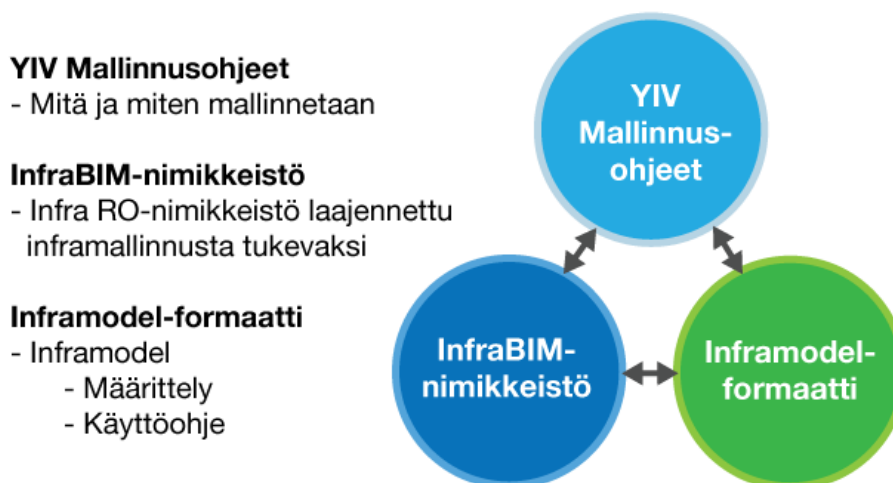 YIV Mallinnusohjeet
- Mitä ja miten mallinnetaan
InfraBIM-nimikkeistö
- Infra RO-nimikkeistö laajennettu
inframallinnusta tukevaksi
Inframodel-formaatti
- Inframodel
- Määrittely
- Käyttöohje
YIV
Mallinnus-
ohjeet
InfraBIM-
nimikkeistö
Inframodel-
formaatti